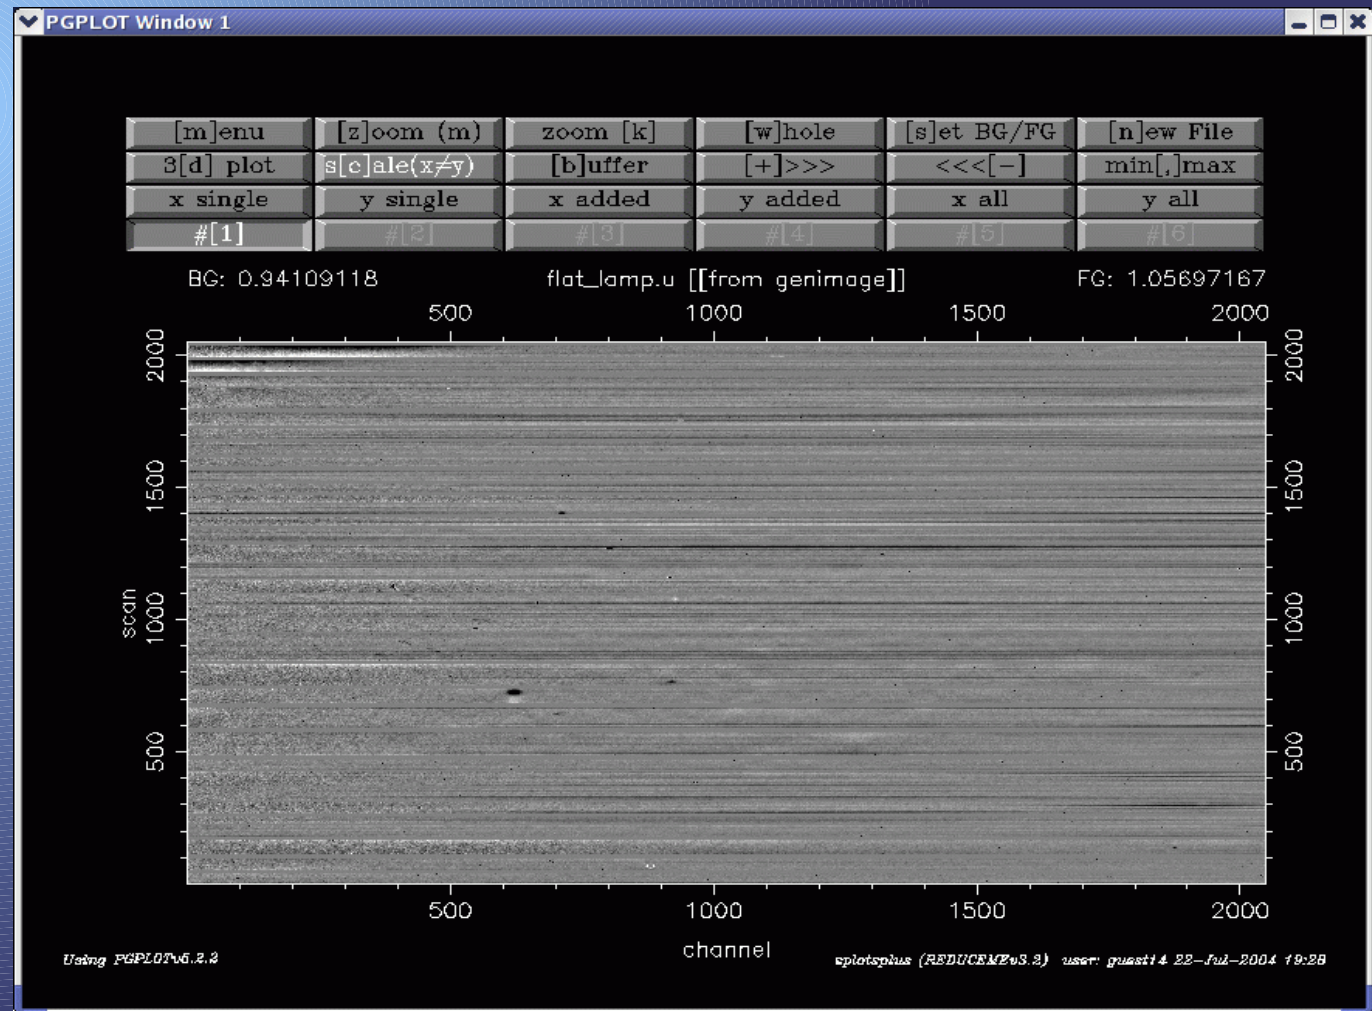 PGPLOT Window 1
[m]enu [z]oom (m) zoom [k] [w]hole [s]et BG/FG [n]ew File
3[d] plot s[c]ale(x≠y) [b]uffer [+]>>> <<<[−] min[,]max
x single y single x added y added x all y all
#[1] #[2] #[3] #[4] #[5] #[6]
BG: 0.94109118 flat_lamp.u [[from genimage]] FG: 1.05697167
500 1000 1500 2000
2000 2000
1500 1500
scan 1000 1000
500 500
500 1000 1500 2000
channel
Using PGPLOTv5.2.2 splotsplus (REDUCEMEv3.2) user: guest14 22-Jul-2004 19:28